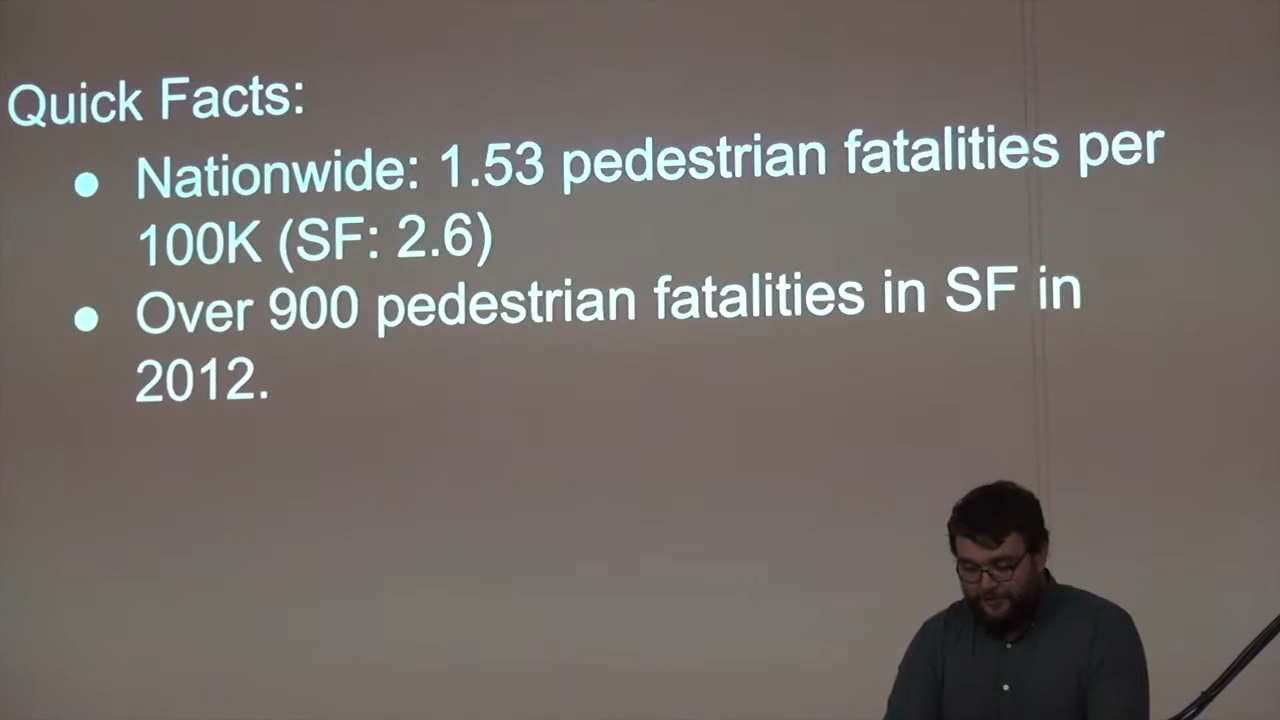 Quick Facts:
● Nationwide: 1.53 pedestrian fatalities per
100K (SF: 2.6)
● Over 900 pedestrian fatalities in SF in
2012.